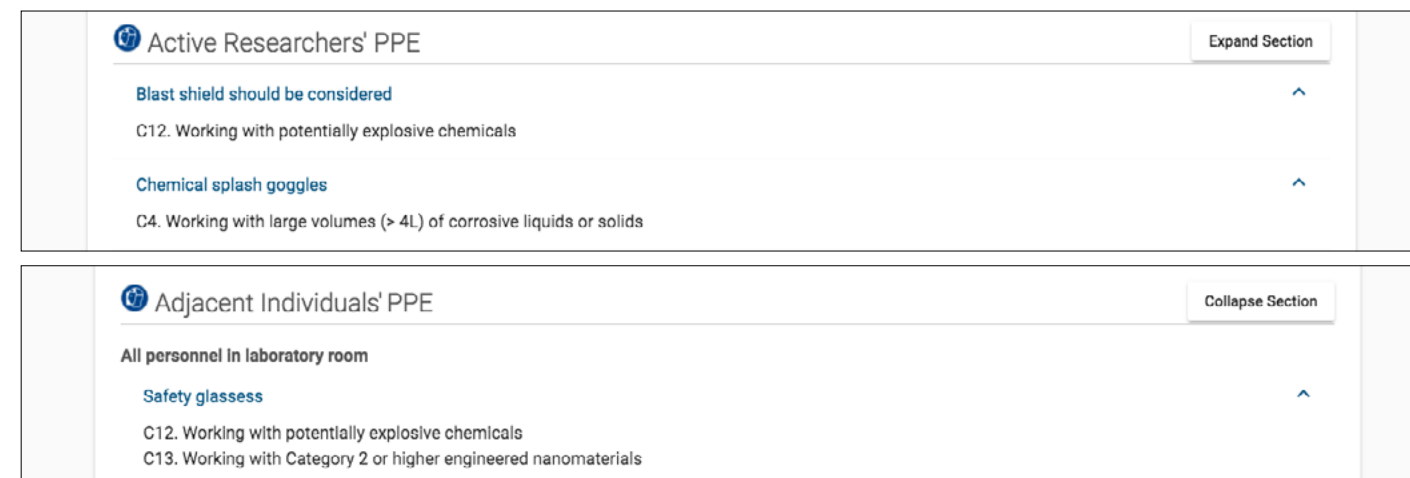 Active Researchers' PPE
Expand Section
Blast shield should be considered
C12. Working with potentially explosive chemicals
Chemical splash goggles
C4. Working with large volumes (> 4L) of corrosive liquids or solids
Adjacent Individuals' PPE
Collapse Section
All personnel in laboratory room
Safety glassess
C12. Working with potentially explosive chemicals
C13. Working with Category 2 or higher engineered nanomaterials